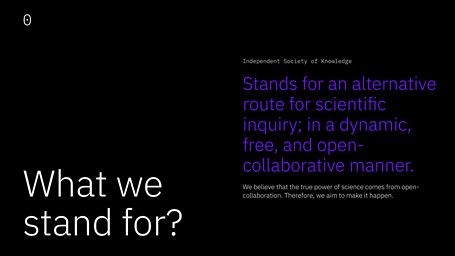 0
Independent Society of Knowledge
Stands for an alternative
route for scientific
inquiry; in a dynamic,
free, and open-
collaborative manner.
We believe that the true power of science comes from open-
collaboration. Therefore, we aim to make it happen.
What we
stand for?